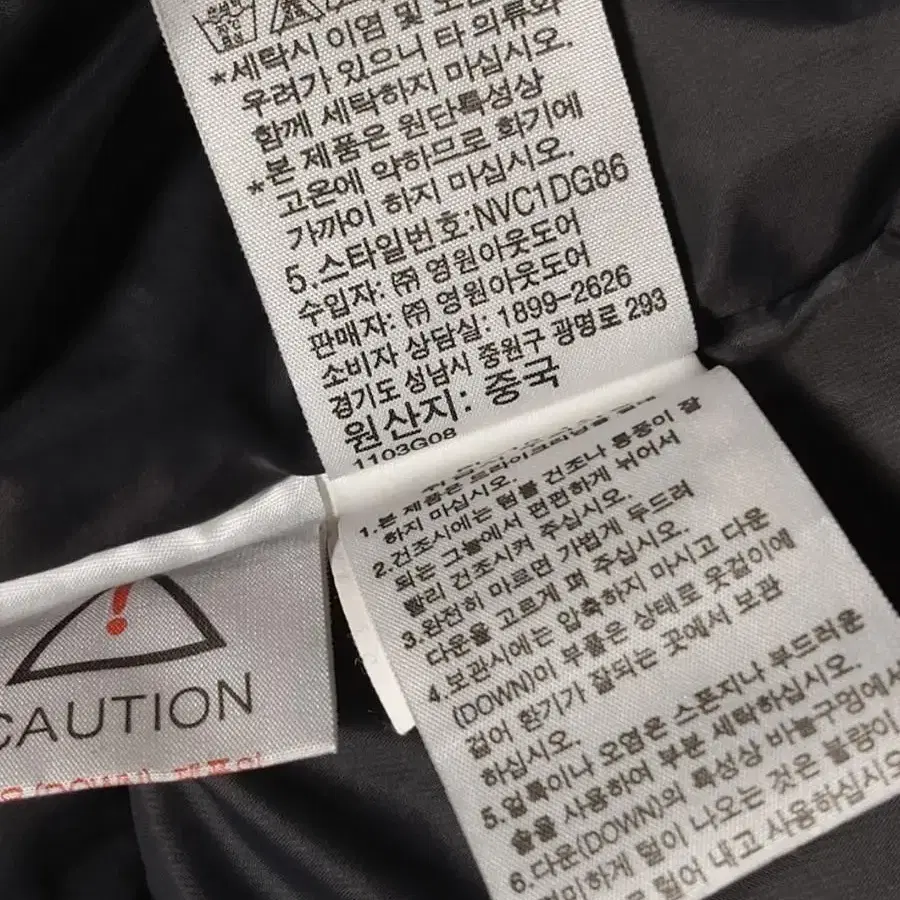 *세탁시 이염 및
우려가 있으니 타 의류와
함께 세탁하지 마십시오.
*본 제품은 원단특성상
고온에 약하므로 화기에
가까이 하지 마십시오.
5.스타일번호:NVC1DG86
수입자: ㈜ 영원아웃도어
판매자: ㈜ 영원아웃도어
소비자 상담실: 1899-2626
경기도 성남시 중원구 광명로 293
원산지: 중국
1103G08
1.본 제품은 드라이크리닝을 절대
하지 마십시오.
2.건조시에는 텀블 건조나 통풍이 잘
되는 그늘에서 편편하게 뉘어서
빨리 건조시켜 주십시오.
3.완전히 마르면 가볍게 두드려
다운을 고르게 펴 주십시오.
4.보관시에는 압축하지 마시고 다운
(DOWN)이 부풀은 상태로 옷걸이에
걸어 환기가 잘되는 곳에서 보관
하십시오.
5.얼룩이나 오염은 스폰지나 부드러운
솔을 사용하여 부분 세탁하십시오.
6.다운(DOWN)의 특성상 바늘구멍에서
미하게 털이 나오는 것은 불량이
털어 내고 사용하십시오
CAUTION